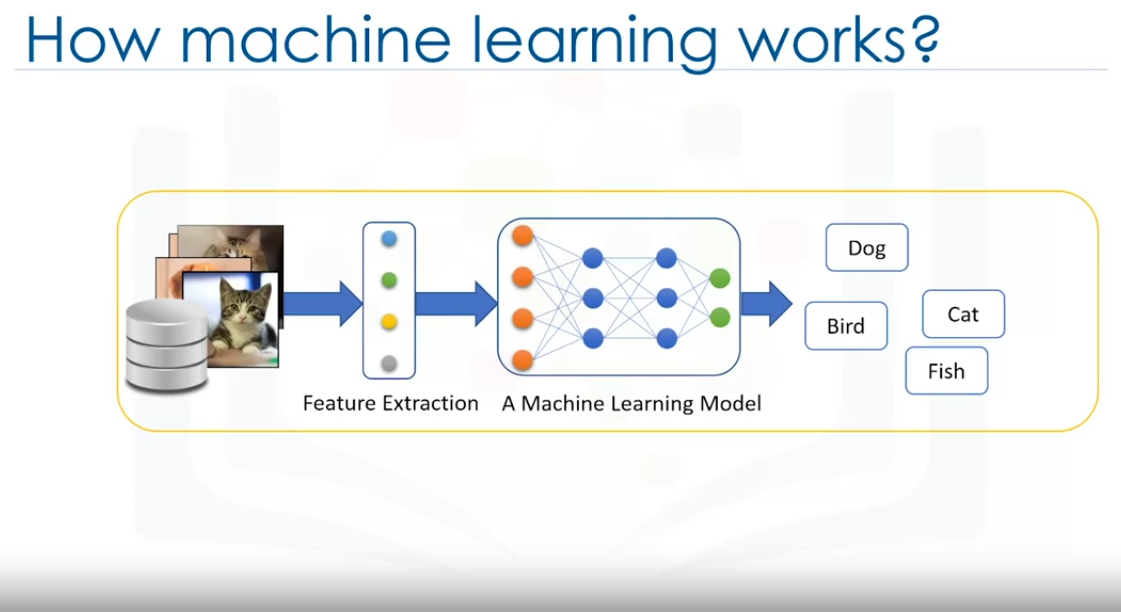 How machine learning works?
Dog
Bird
Cat
Fish
Feature Extraction
A Machine Learning Model